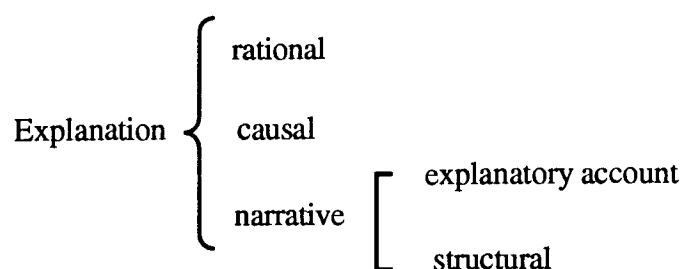 rational
Explanation
causal
explanatory account
narrative
structural